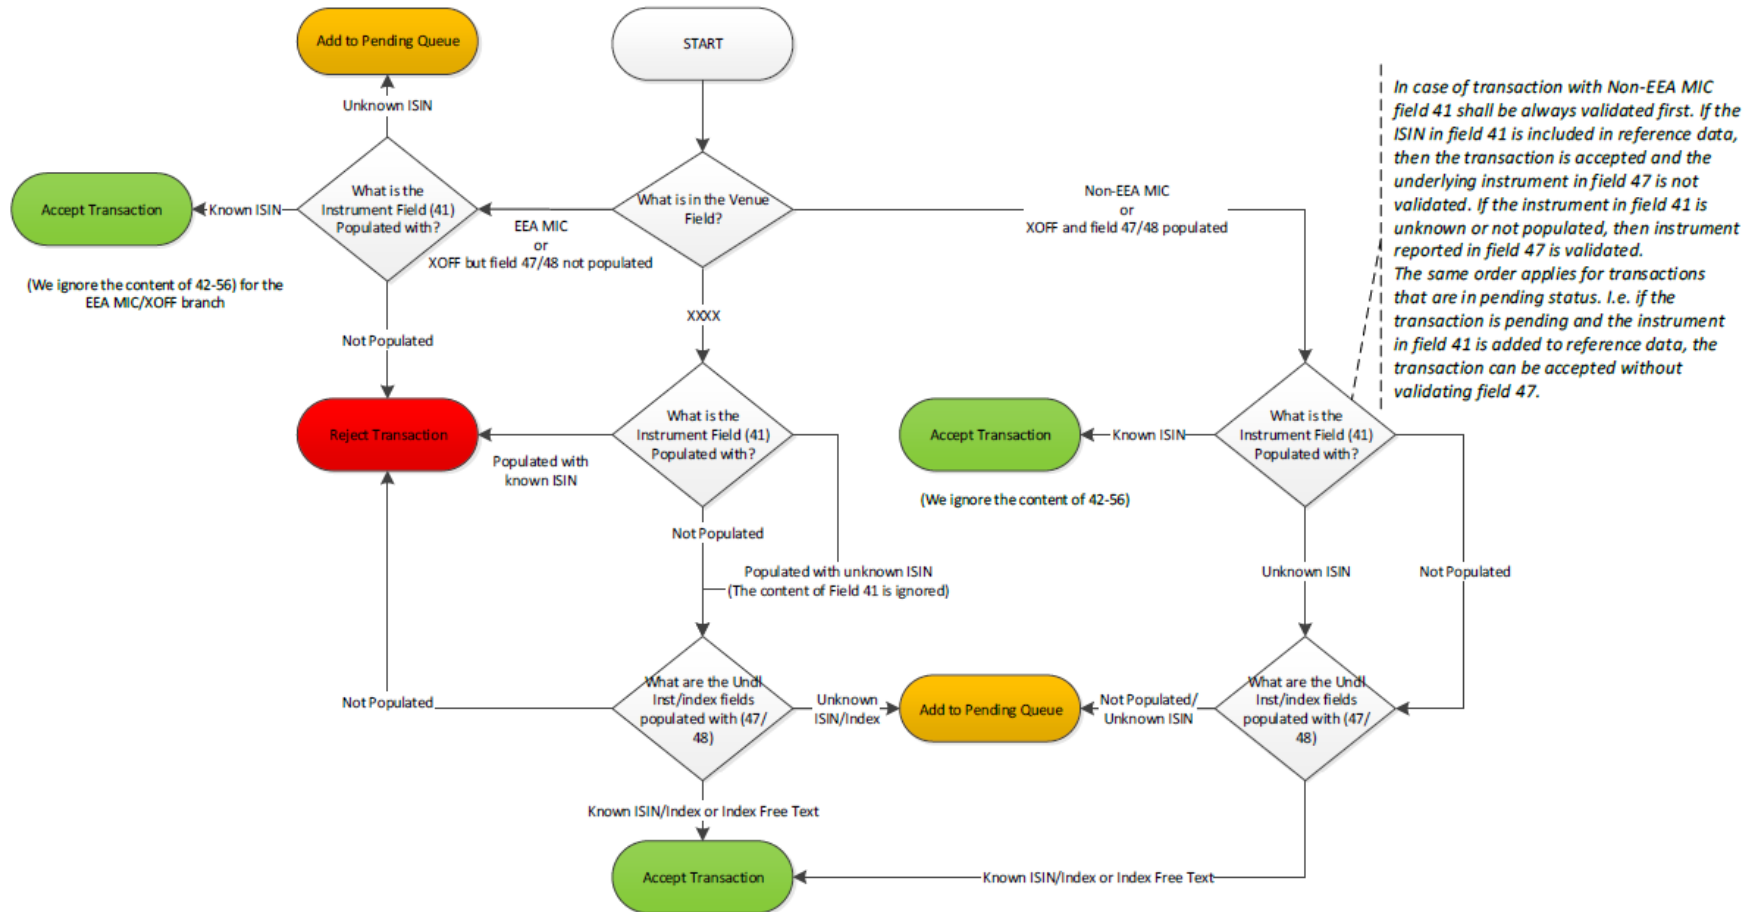 Add to Pending Queue
START
Unknown ISIN
In case of transaction with Non-EEA MIC
field 41 shall be always validated first. If the
ISIN in field 41 is included in reference data,
then the transaction is accepted and the
underlying instrument in field 47 is not
validated. If the instrument in field 41 is
unknown or not populated, then instrument
reported in field 47 is validated.
The same order applies for transactions
that are in pending status. I.e. if the
transaction is pending and the instrument
in field 41 is added to reference data, the
transaction can be accepted without
validating field 47.
Accept Transaction
Known ISIN
What is the
Instrument Field (41)
Populated with?
EEA MIC
or
XOFF but field 47/48 not populated
What is in the Venue
Field?
Non-EEA MIC
or
XOFF and field 47/48 populated
(We ignore the content of 42-56) for the
EEA MIC/XOFF branch
XXXX
Not Populated
Reject Transaction
Populated with
known ISIN
What is the
Instrument Field (41)
Populated with?
Accept Transaction
Known ISIN
What is the
Instrument Field (41)
Populated with?
(We ignore the content of 42-56)
Not Populated
Populated with unknown ISIN
(The content of Field 41 is ignored)
Unknown ISIN
Not Populated
Not Populated
What are the Undl
Inst/index fields
populated with (47/
48)
Unknown
ISIN/Index
Add to Pending Queue
Not Populated/
Unknown ISIN
What are the Undl
Inst/index fields
populated with (47/
48)
Known ISIN/Index or Index Free Text
Accept Transaction
Known ISIN/Index or Index Free Text